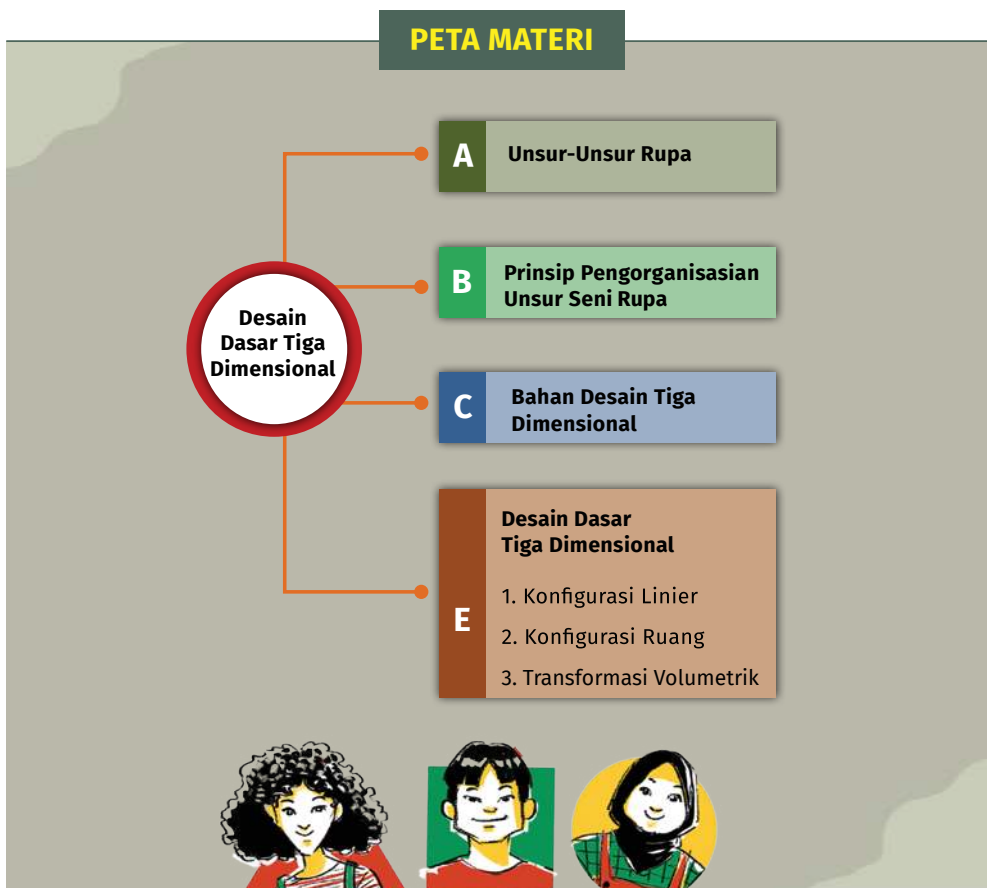 PETA MATERI
A
Unsur-Unsur Rupa
B
Prinsip Pengorganisasian
Unsur Seni Rupa
Desain
Dasar Tiga
Dimensional
C
Bahan Desain Tiga
Dimensional
E
Desain Dasar
Tiga Dimensional
1. Konfigurasi Linier
2. Konfigurasi Ruang
3. Transformasi Volumetrik